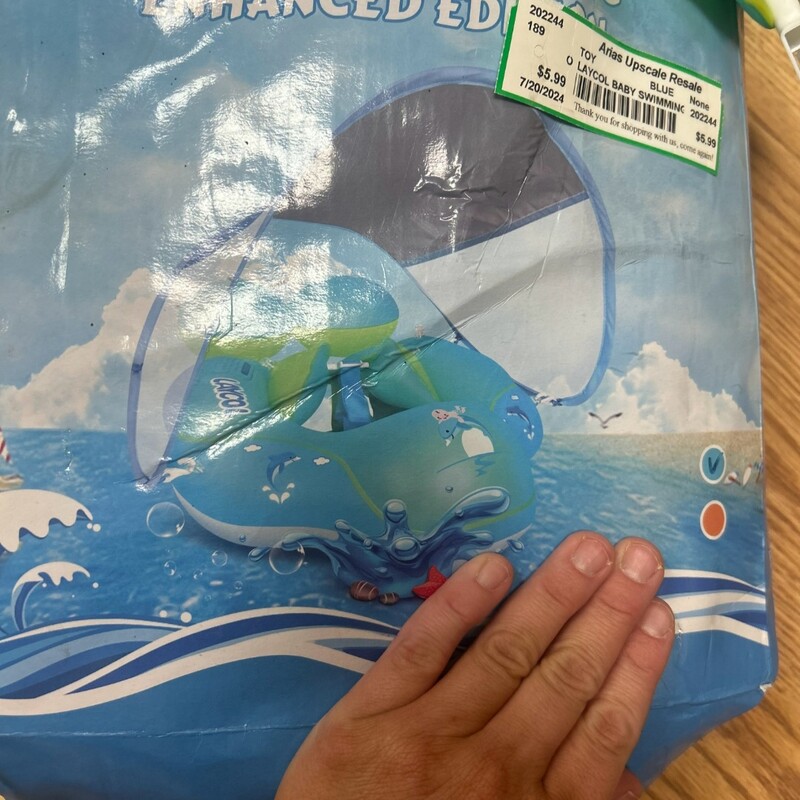 ENHANCED EDITION
202244
189
Arias Upscale Resale
TOY
BLUE
None
O
LAYCOL BABY SWIMMING
202244
$5.99
$5.99
7/20/2024
Thank you for shopping with us, come again!
LAYCOL